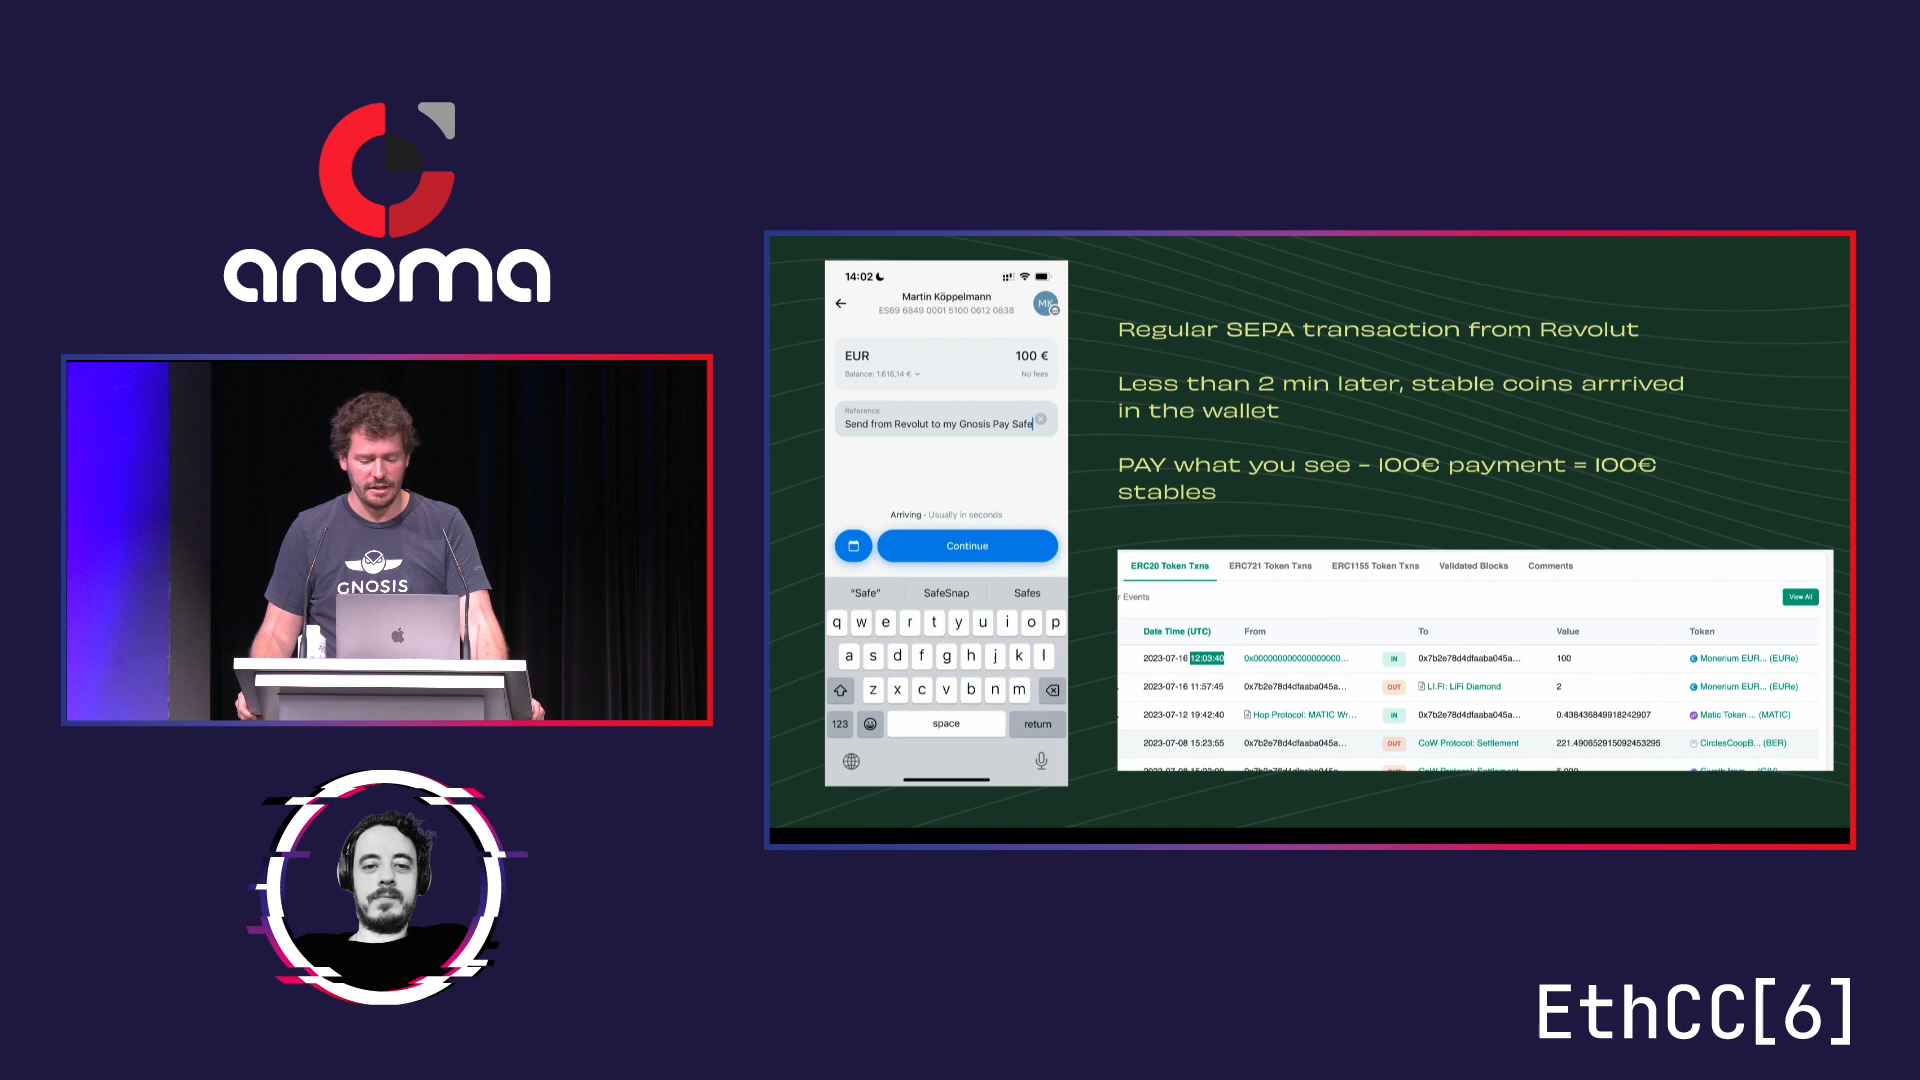 anoma
GNOSIS
14:02
Martin Köppelmann
ES69 6849 0001 5100 0612 0838
MK
EUR
100 €
Balance: 1.618,14 €
No fees
Reference
Send from Revolut to my Gnosis Pay Safe
Arriving · Usually in seconds
Continue
"Safe" SafeSnap Safes
q w e r t y u i o p
a s d f g h j k l
z x c v b n m
123 space return
Regular SEPA transaction from Revolut
Less than 2 min later, stable coins arrrived
in the wallet
PAY what you see - 100€ payment = 100€
stables
ERC20 Token Txns ERC721 Token Txns ERC1155 Token Txns Validated Blocks Comments
r Events
View All
Date Time (UTC) From To Value Token
2023-07-16 12:03:40 0x000000000000000000... IN 0x7b2e78d4dfaaba045a... 100 Monerium EUR... (EURe)
2023-07-16 11:57:45 0x7b2e78d4dfaaba045a... OUT LI.FI: LiFi Diamond 2 Monerium EUR... (EURe)
2023-07-12 19:42:40 Hop Protocol: MATIC Wr... IN 0x7b2e78d4dfaaba045a... 0.438436849918242907 Matic Token ... (MATIC)
2023-07-08 15:23:55 0x7b2e78d4dfaaba045a... OUT CoW Protocol: Settlement 221.490652915092453295 CirclesCoopB... (BER)
EthCC[6]